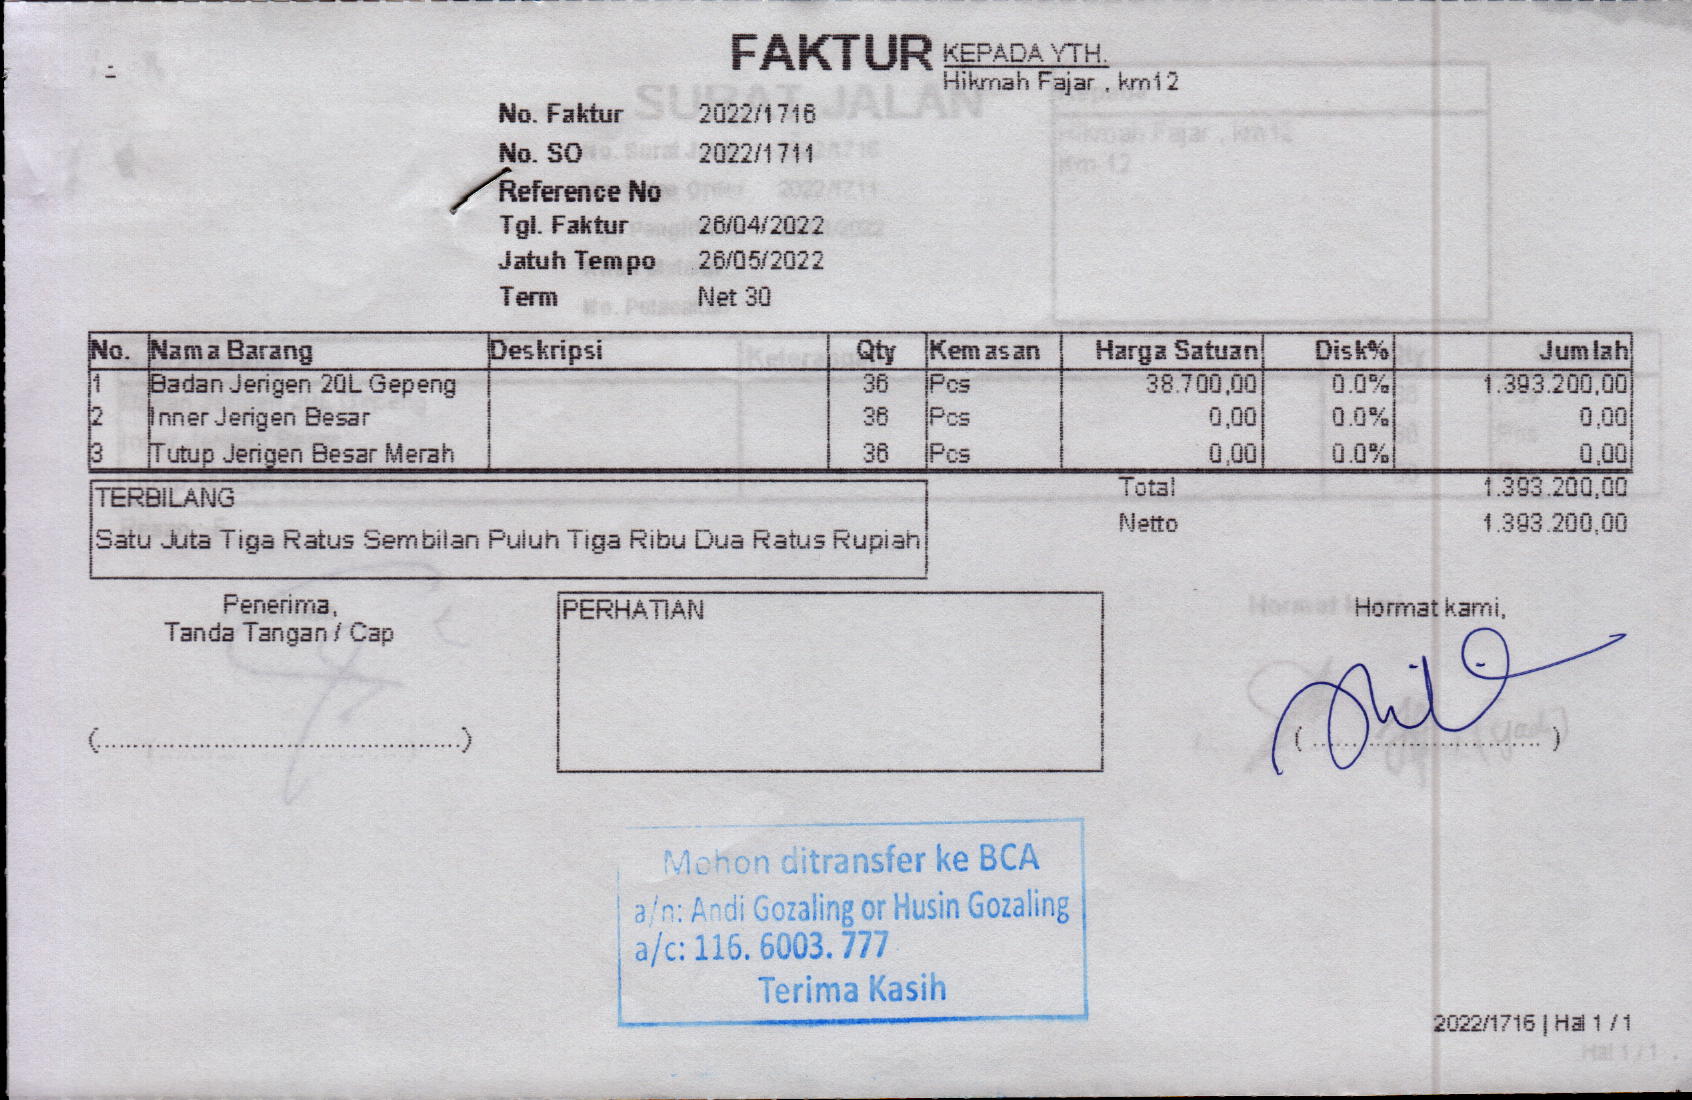 FAKTUR
KEPADA YTH.
Hikmah Fajar , km12
No. Faktur 2022/1716
No. SO 2022/1711
Reference No
Tgl. Faktur 26/04/2022
Jatuh Tempo 26/05/2022
Term Net 30
No. Nama Barang Deskripsi Qty Kemasan Harga Satuan Disk% Jumlah
1 Badan Jerigen 20L Gepeng 36 Pcs 38.700,00 0.0% 1.393.200,00
2 Inner Jerigen Besar 36 Pcs 0,00 0.0% 0,00
3 Tutup Jerigen Besar Merah 36 Pcs 0,00 0.0% 0,00
Total 1.393.200,00
Netto 1.393.200,00
TERBILANG
Satu Juta Tiga Ratus Sembilan Puluh Tiga Ribu Dua Ratus Rupiah
Penerima,
Tanda Tangan / Cap
(..................................................)
PERHATIAN
Hormat kami,
( ............................... )
Mohon ditransfer ke BCA
a/n: Andi Gozaling or Husin Gozaling
a/c: 116. 6003. 777
Terima Kasih
2022/1716 | Hal 1 / 1